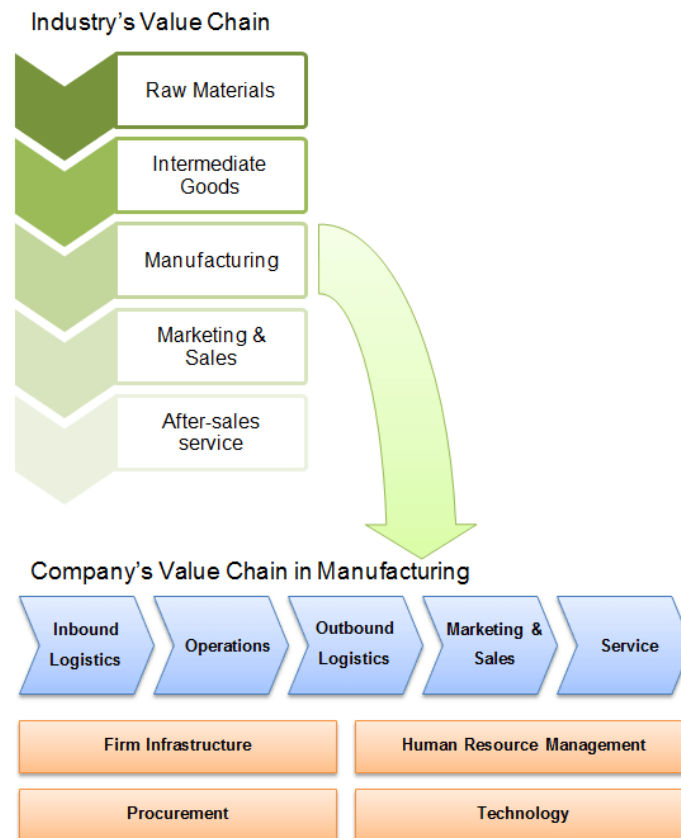 Industry's Value Chain
Raw Materials
Intermediate
Goods
Manufacturing
Marketing &
Sales
After-sales
service
Company's Value Chain in Manufacturing
Inbound
Logistics
Operations
Outbound
Logistics
Marketing &
Sales
Service
Firm Infrastructure
Human Resource Management
Procurement
Technology